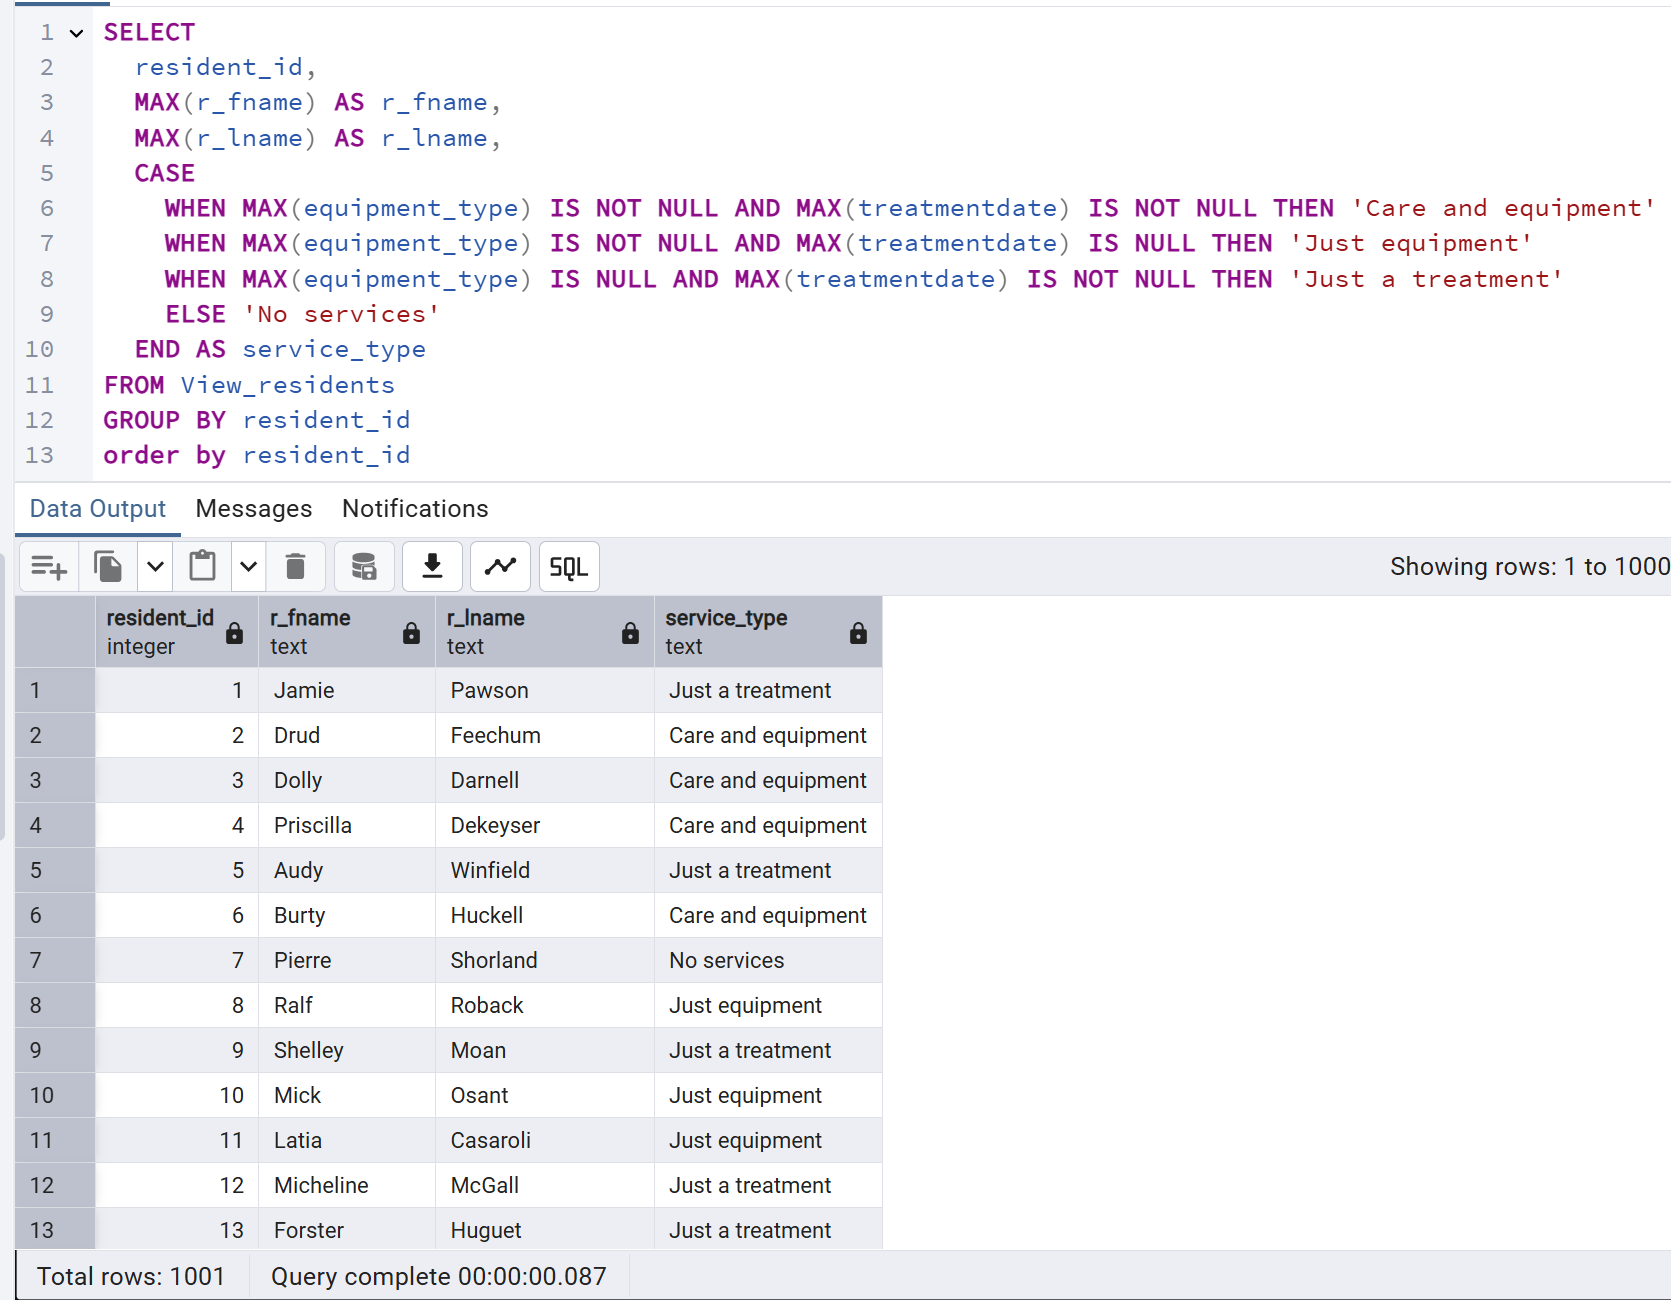 1 SELECT
2 resident_id,
3 MAX(r_fname) AS r_fname,
4 MAX(r_lname) AS r_lname,
5 CASE
6 WHEN MAX(equipment_type) IS NOT NULL AND MAX(treatmentdate) IS NOT NULL THEN 'Care and equipment'
7 WHEN MAX(equipment_type) IS NOT NULL AND MAX(treatmentdate) IS NULL THEN 'Just equipment'
8 WHEN MAX(equipment_type) IS NULL AND MAX(treatmentdate) IS NOT NULL THEN 'Just a treatment'
9 ELSE 'No services'
10 END AS service_type
11 FROM View_residents
12 GROUP BY resident_id
13 order by resident_id
Data Output Messages Notifications
SQL Showing rows: 1 to 1000
resident_id r_fname r_lname service_type
integer text text text
1 1 Jamie Pawson Just a treatment
2 2 Drud Feechum Care and equipment
3 3 Dolly Darnell Care and equipment
4 4 Priscilla Dekeyser Care and equipment
5 5 Audy Winfield Just a treatment
6 6 Burty Huckell Care and equipment
7 7 Pierre Shorland No services
8 8 Ralf Roback Just equipment
9 9 Shelley Moan Just a treatment
10 10 Mick Osant Just equipment
11 11 Latia Casaroli Just equipment
12 12 Micheline McGall Just a treatment
13 13 Forster Huguet Just a treatment
Total rows: 1001 Query complete 00:00:00.087